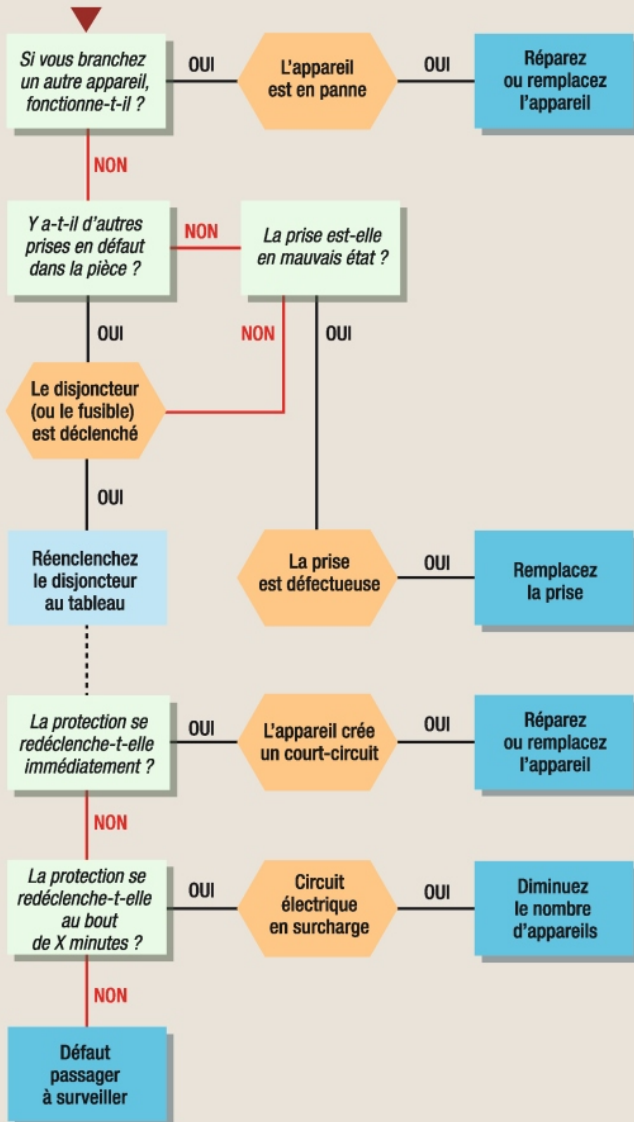 Si vous branchez
un autre appareil,
fonctionne-t-il ?
OUI
L'appareil
est en panne
OUI
Réparez
ou remplacez
l'appareil
NON
Y a-t-il d'autres
prises en défaut
dans la pièce ?
NON
La prise est-elle
en mauvais état ?
OUI
NON
OUI
Le disjoncteur
(ou le fusible)
est déclenché
OUI
Réenclenchez
le disjoncteur
au tableau
La prise
est défectueuse
OUI
Remplacez
la prise
La protection se
redéclenche-t-elle
immédiatement ?
OUI
L'appareil crée
un court-circuit
OUI
Réparez
ou remplacez
l'appareil
NON
La protection se
redéclenche-t-elle
au bout
de X minutes ?
OUI
Circuit
électrique
en surcharge
OUI
Diminuez
le nombre
d'appareils
NON
Défaut
passager
à surveiller